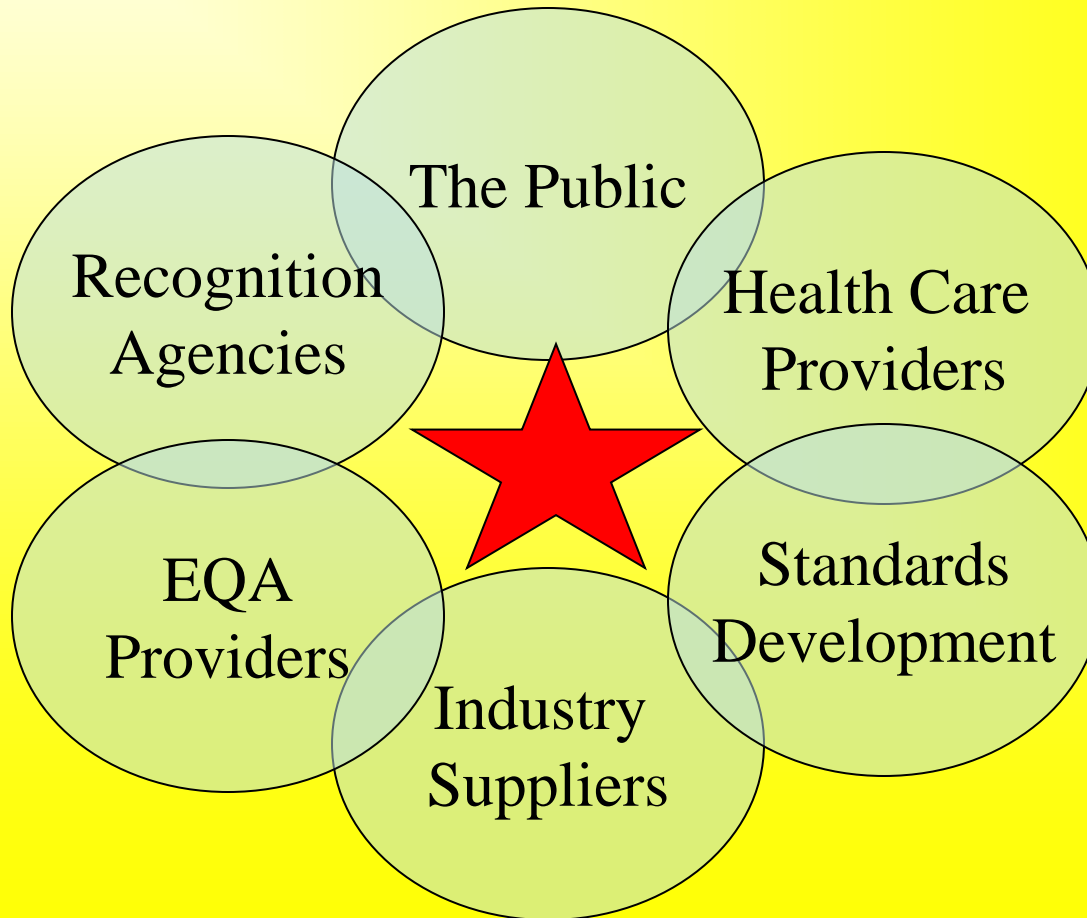 The Public
Recognition
Agencies
Health Care
Providers
EQA
Providers
Standards
Development
Industry
Suppliers